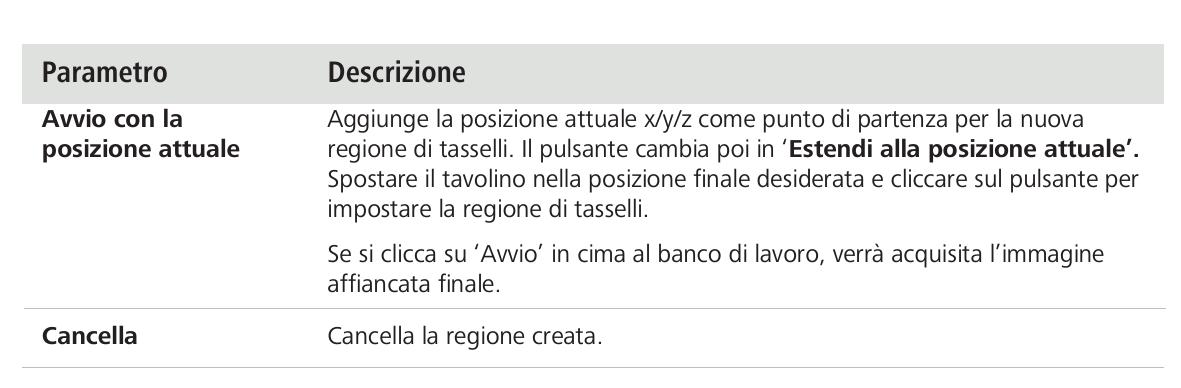 Parametro Descrizione
Avvio con la
posizione attuale
Aggiunge la posizione attuale x/y/z come punto di partenza per la nuova
regione di tasselli. Il pulsante cambia poi in ‘Estendi alla posizione attuale’.
Spostare il tavolino nella posizione finale desiderata e cliccare sul pulsante per
impostare la regione di tasselli.
Se si clicca su ‘Avvio’ in cima al banco di lavoro, verrà acquisita l’immagine
affiancata finale.
Cancella Cancella la regione creata.